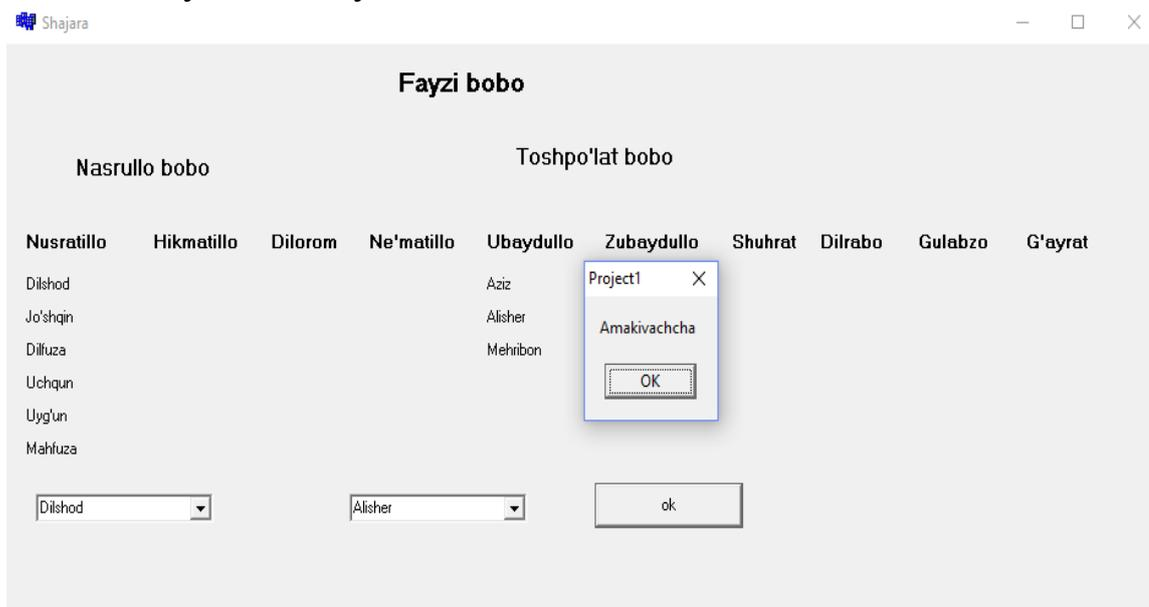 Shajara
Fayzi bobo
Nasrullo bobo
Toshpo'lat bobo
Nusratillo Hikmatillo Dilorom Ne'matillo Ubaydullo Zubaydullo Shuhrat Dilrabo Gulabzo G'ayrat
Dilshod
Jo'shqin
Dilfuza
Uchqun
Uyg'un
Mahfuza
Aziz
Alisher
Mehribon
Project1
Amakivachcha
OK
Dilshod
Alisher
ok